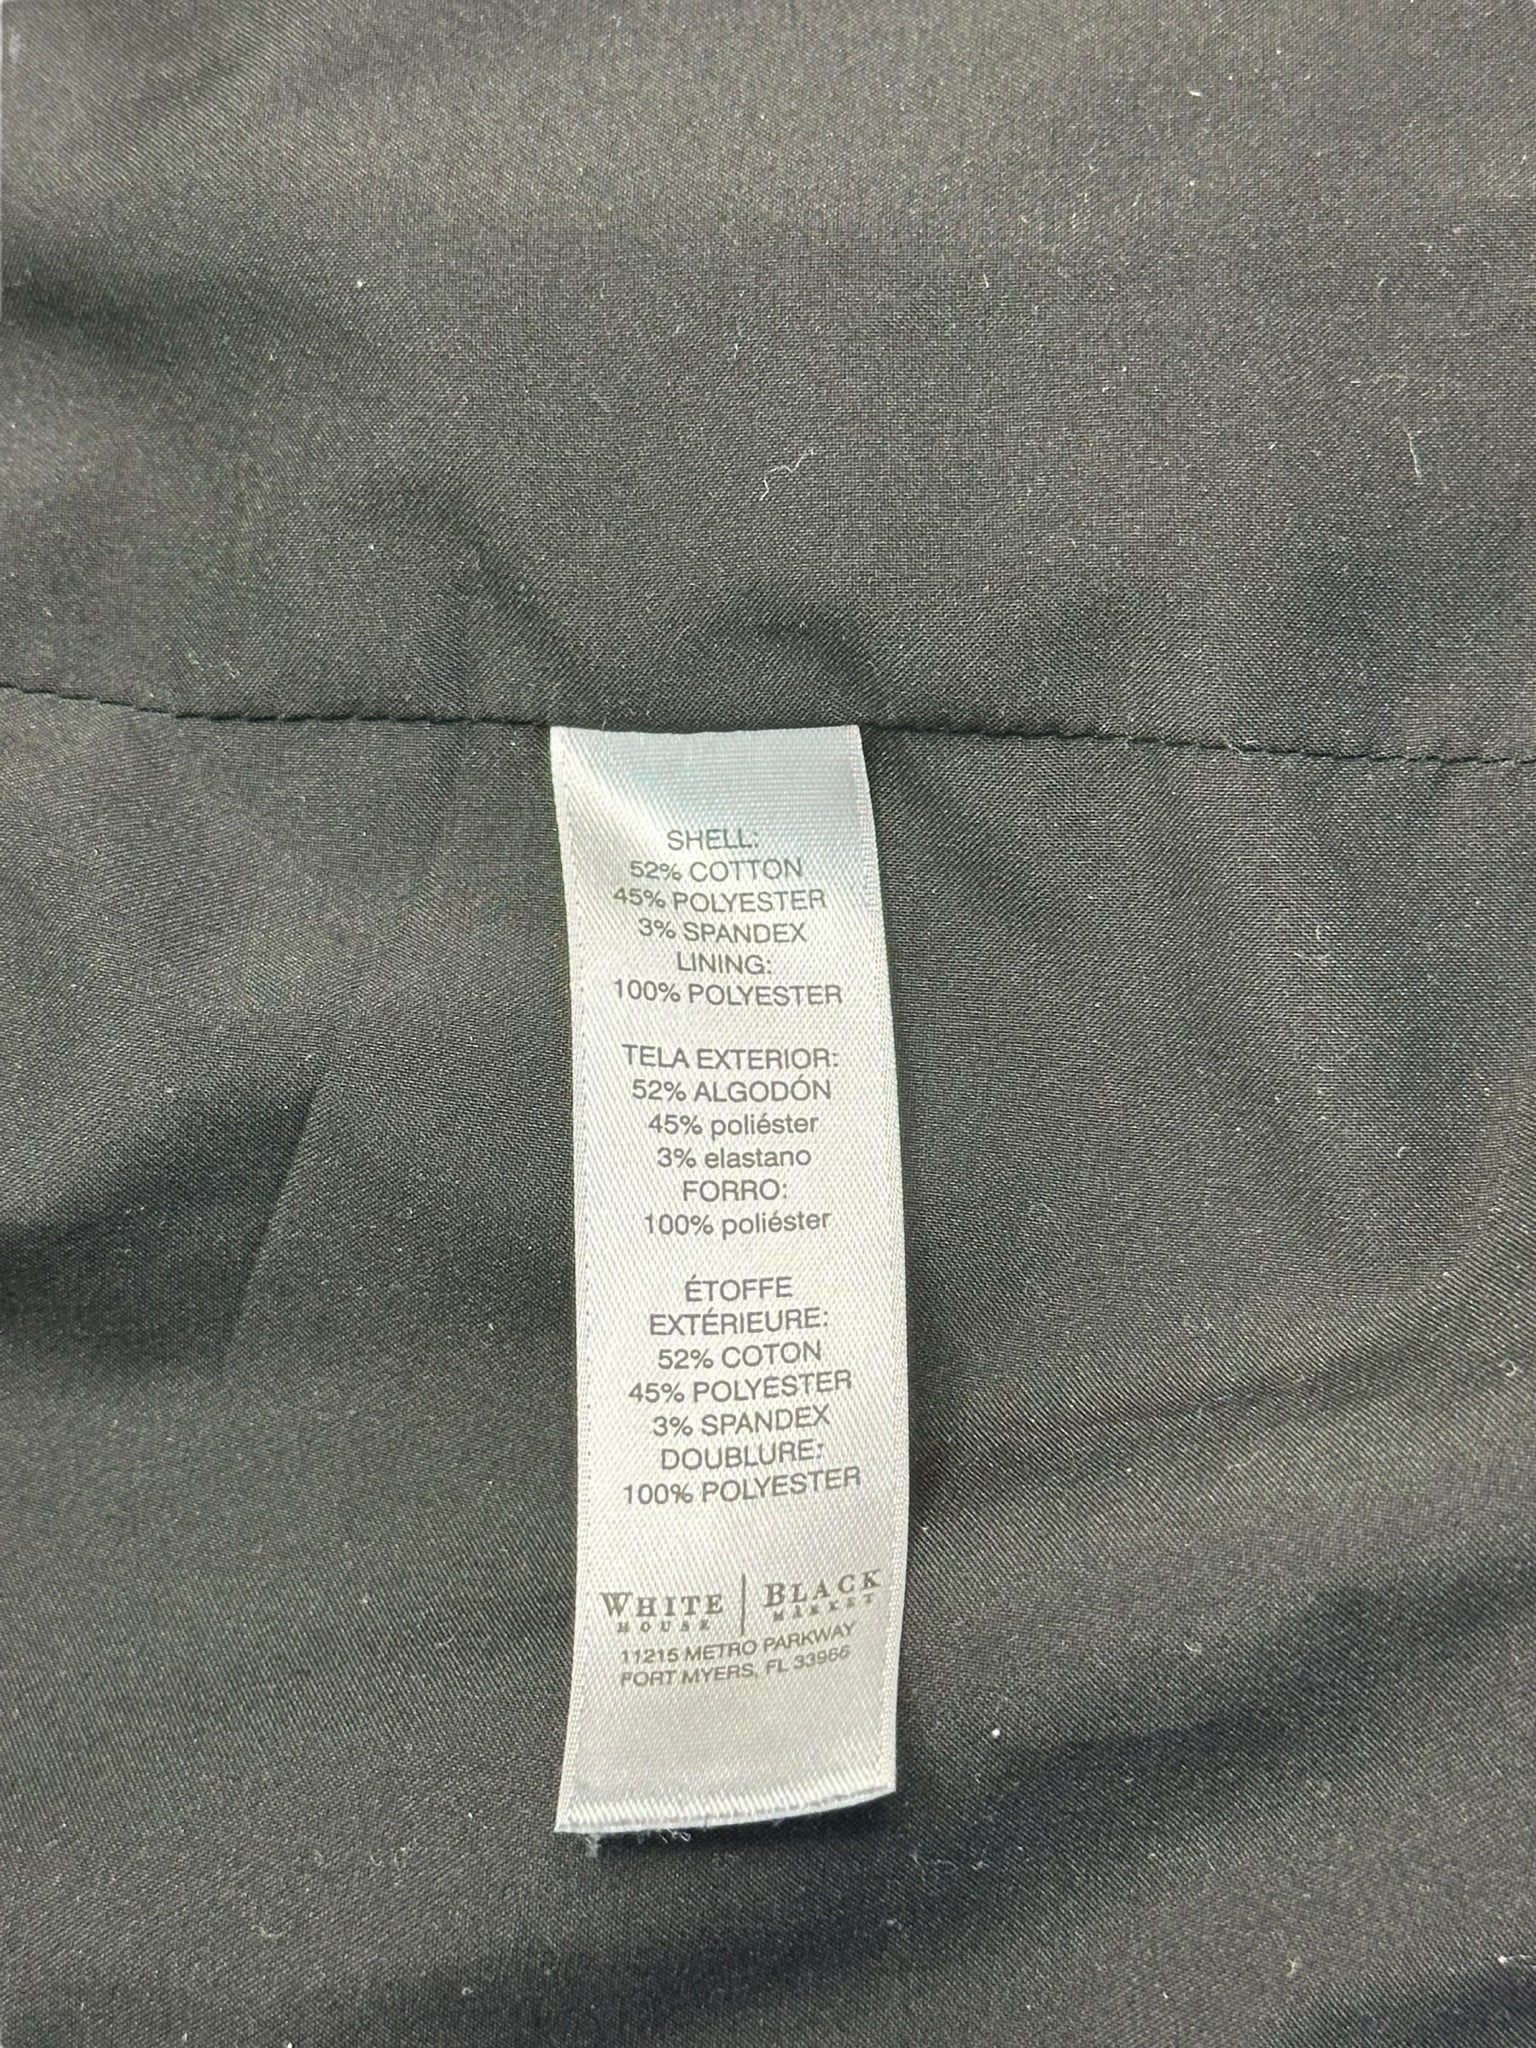 SHELL:
52% COTTON
45% POLYESTER
3% SPANDEX
LINING:
100% POLYESTER
TELA EXTERIOR:
52% ALGODÓN
45% poliéster
3% elastano
FORRO:
100% poliéster
ÉTOFFE
EXTÉRIEURE:
52% COTON
45% POLYESTER
3% SPANDEX
DOUBLURE:
100% POLYESTER
WHITE | BLACK
HOUSE MARKET
11215 METRO PARKWAY
FORT MYERS, FL 33966